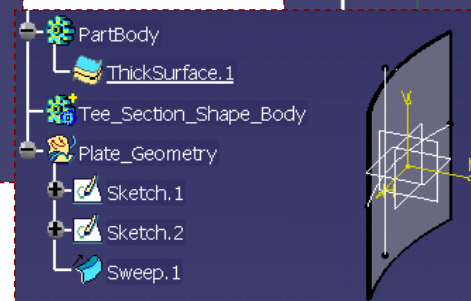 PartBody
ThickSurface.1
Tee_Section_Shape_Body
Plate_Geometry
Sketch.1
Sketch.2
Sweep.1